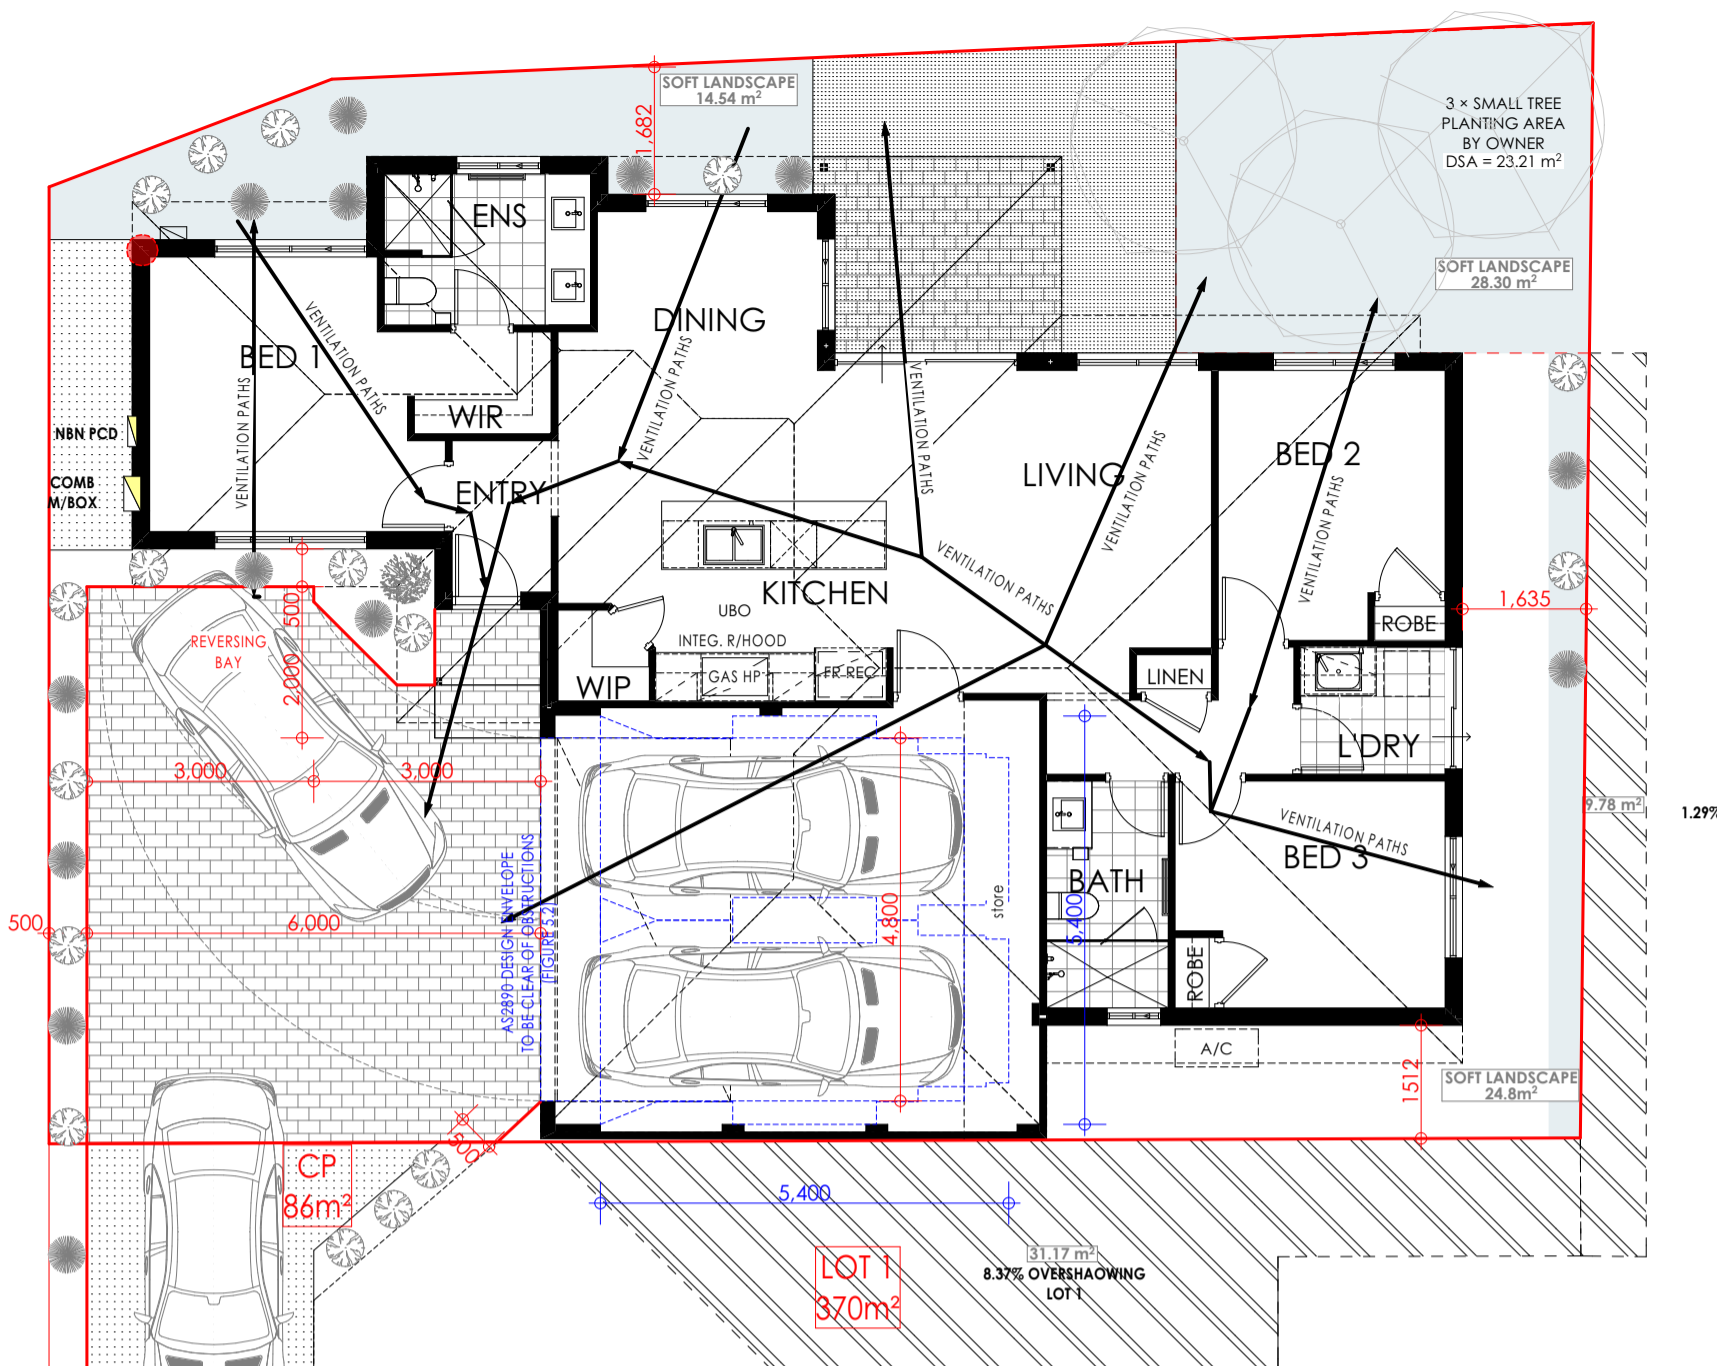 SOFT LANDSCAPE
14.54 m²
1,682
3 × SMALL TREE
PLANTING AREA
BY OWNER
DSA = 23.21 m²
ENS
SOFT LANDSCAPE
28.30 m²
DINING
BED 1
VENTILATION PATHS
VENTILATION PATHS
VENTILATION PATHS
VENTILATION PATHS
WIR
NBN PCD
COMB
M/BOX
ENTRY
LIVING
VENTILATION PATHS
BED 2
VENTILATION PATHS
VENTILATION PATHS
KITCHEN
UBO
INTEG. R/HOOD
GAS HP
FR REC
WIP
LINEN
ROBE
1,635
500
2,000
REVERSING
BAY
3,000
3,000
L'DRY
VENTILATION PATHS
BED 3
BATH
ROBE
store
4,800
5,400
9.78 m²
1.29%
500
6,000
AS2890 DESIGN ENVELOPE
TO BE CLEAR OF OBSTRUCTIONS
(FIGURE 5.2)
A/C
1512
SOFT LANDSCAPE
24.8m²
500
CP
86m²
5,400
LOT 1
370m²
31.17 m²
8.37% OVERSHAOWING
LOT 1